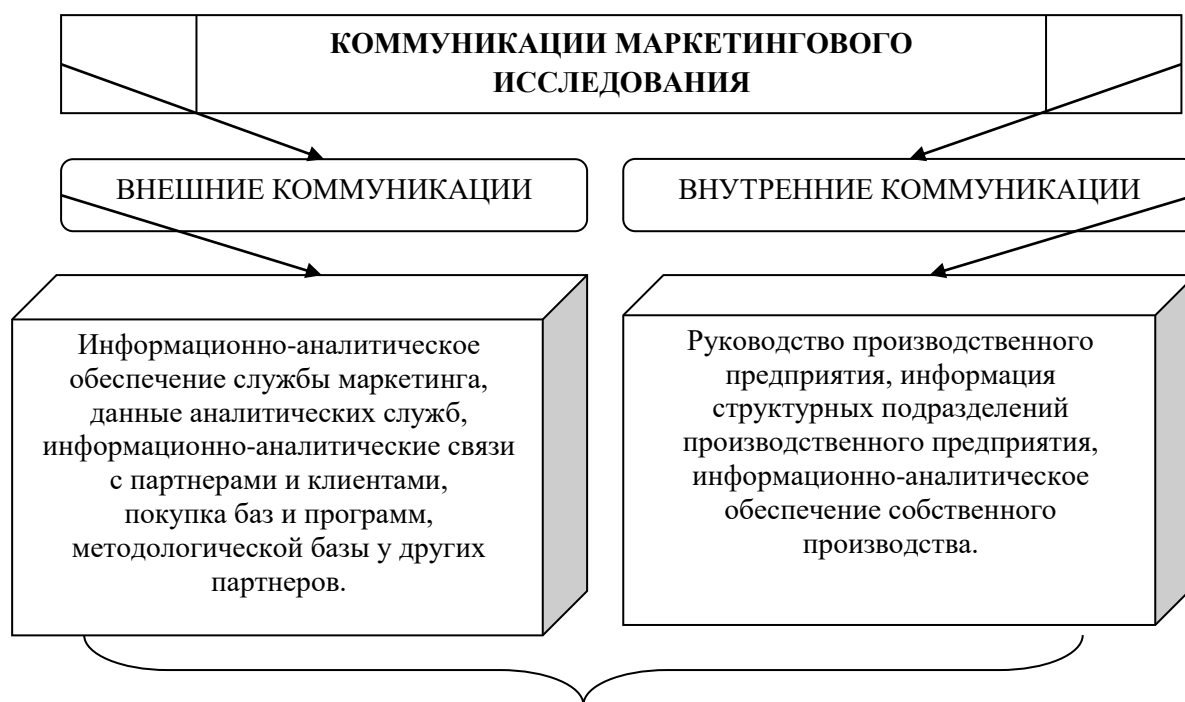 КОММУНИКАЦИИ МАРКЕТИНГОВОГО
ИССЛЕДОВАНИЯ
ВНЕШНИЕ КОММУНИКАЦИИ
ВНУТРЕННИЕ КОММУНИКАЦИИ
Информационно-аналитическое
обеспечение службы маркетинга,
данные аналитических служб,
информационно-аналитические связи
с партнерами и клиентами,
покупка баз и программ,
методологической базы у других
партнеров.
Руководство производственного
предприятия, информация
структурных подразделений
производственного предприятия,
информационно-аналитическое
обеспечение собственного
производства.